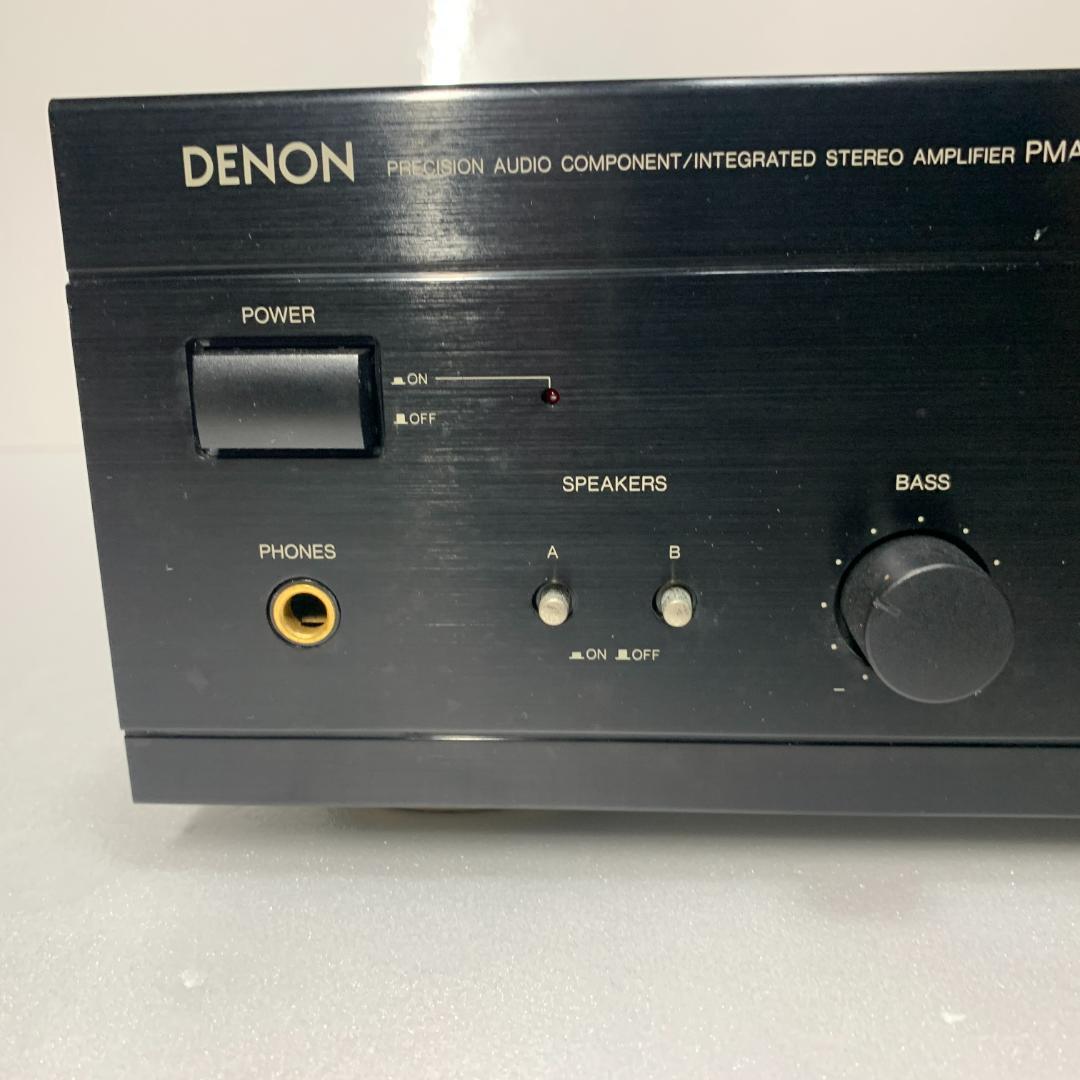 DENON PRECISION AUDIO COMPONENT/INTEGRATED STEREO AMPLIFIER PMA
POWER
ON
OFF
SPEAKERS
BASS
PHONES
A B
ON OFF